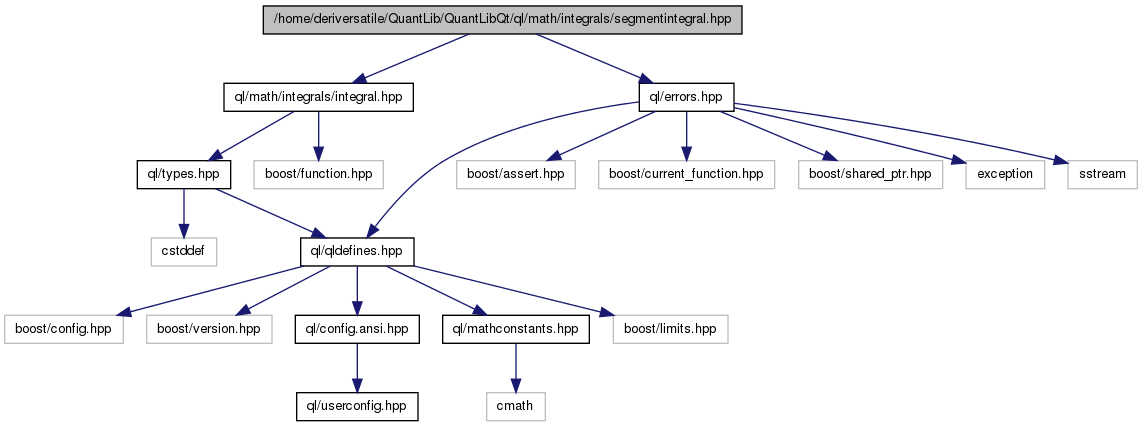 /home/deriversatile/QuantLib/QuantLibQt/ql/math/integrals/segmentintegral.hpp
ql/math/integrals/integral.hpp
ql/errors.hpp
ql/types.hpp
boost/function.hpp
boost/assert.hpp
boost/current_function.hpp
boost/shared_ptr.hpp
exception
sstream
cstddef
ql/qldefines.hpp
boost/config.hpp
boost/version.hpp
ql/config.ansi.hpp
ql/mathconstants.hpp
boost/limits.hpp
ql/userconfig.hpp
cmath